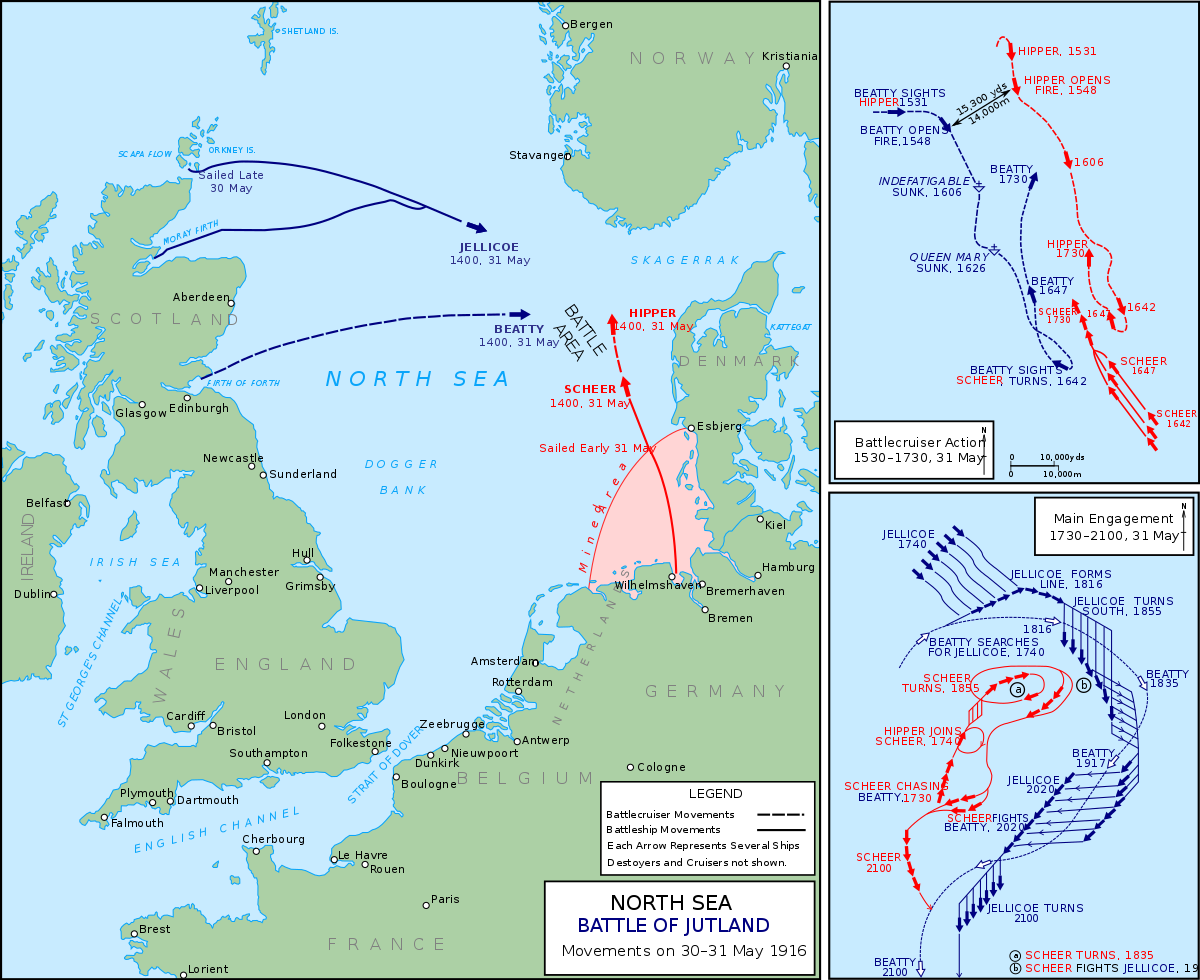 SHETLAND IS.
Bergen
NORWAY
Kristiania
SCAPA FLOW
ORKNEY IS.
Stavanger
Sailed Late
30 May
MORAY FIRTH
JELLICOE
1400, 31 May
SKAGERRAK
Aberdeen
SCOTLAND
BEATTY
1400, 31 May
BATTLE
AREA
HIPPER
1400, 31 May
KATTEGAT
DENMARK
NORTH SEA
FIRTH OF FORTH
SCHEER
1400, 31 May
Glasgow
Edinburgh
Esbjerg
Sailed Early 31 May
Newcastle
Sunderland
DOGGER
BANK
Mined area
Belfast
IRELAND
IRISH SEA
Kiel
Hull
Manchester
Liverpool
Grimsby
Hamburg
Wilhelmshaven
Bremerhaven
Dublin
Bremen
ST GEORGE'S CHANNEL
WALES
ENGLAND
NETHERLANDS
Amsterdam
Rotterdam
GERMANY
Cardiff
Bristol
London
Zeebrugge
Folkestone
Antwerp
Southampton
Nieuwpoort
Dunkirk
STRAIT OF DOVER
Cologne
Boulogne
BELGIUM
Plymouth
Dartmouth
Falmouth
ENGLISH CHANNEL
Cherbourg
Le Havre
Rouen
Paris
Brest
FRANCE
Lorient
LEGEND
Battlecruiser Movements
Battleship Movements
Each Arrow Represents Several Ships
Destoyers and Cruisers not shown.
NORTH SEA
BATTLE OF JUTLAND
Movements on 30–31 May 1916
HIPPER, 1531
HIPPER OPENS
FIRE, 1548
BEATTY SIGHTS
HIPPER1531
15,300 yds
14,000m
BEATTY OPENS
FIRE,1548
1606
BEATTY
1730
INDEFATIGABLE
SUNK, 1606
HIPPER
1730
QUEEN MARY
SUNK, 1626
BEATTY
1647
SCHEER
1730
164
1642
BEATTY SIGHTS
SCHEER, TURNS, 1642
SCHEER
1647
SCHEER
1642
Battlecruiser Action
1530–1730, 31 May
N
0 10,000yds
0 10,000m
Main Engagement
1730–2100, 31 May
N
JELLICOE
1740
JELLICOE FORMS
LINE, 1816
JELLICOE TURNS
SOUTH, 1855
1816
BEATTY SEARCHES
FOR JELLICOE, 1740
BEATTY
1835
SCHEER
TURNS, 1855
a
b
HIPPER JOINS
SCHEER, 1740
BEATTY
1917
JELLICOE
2020
SCHEER CHASING
BEATTY,1730
SCHEERFIGHTS
BEATTY, 2020
SCHEER
2100
JELLICOE TURNS
2100
BEATTY
2100
a SCHEER TURNS, 1835
b SCHEER FIGHTS JELLICOE, 19